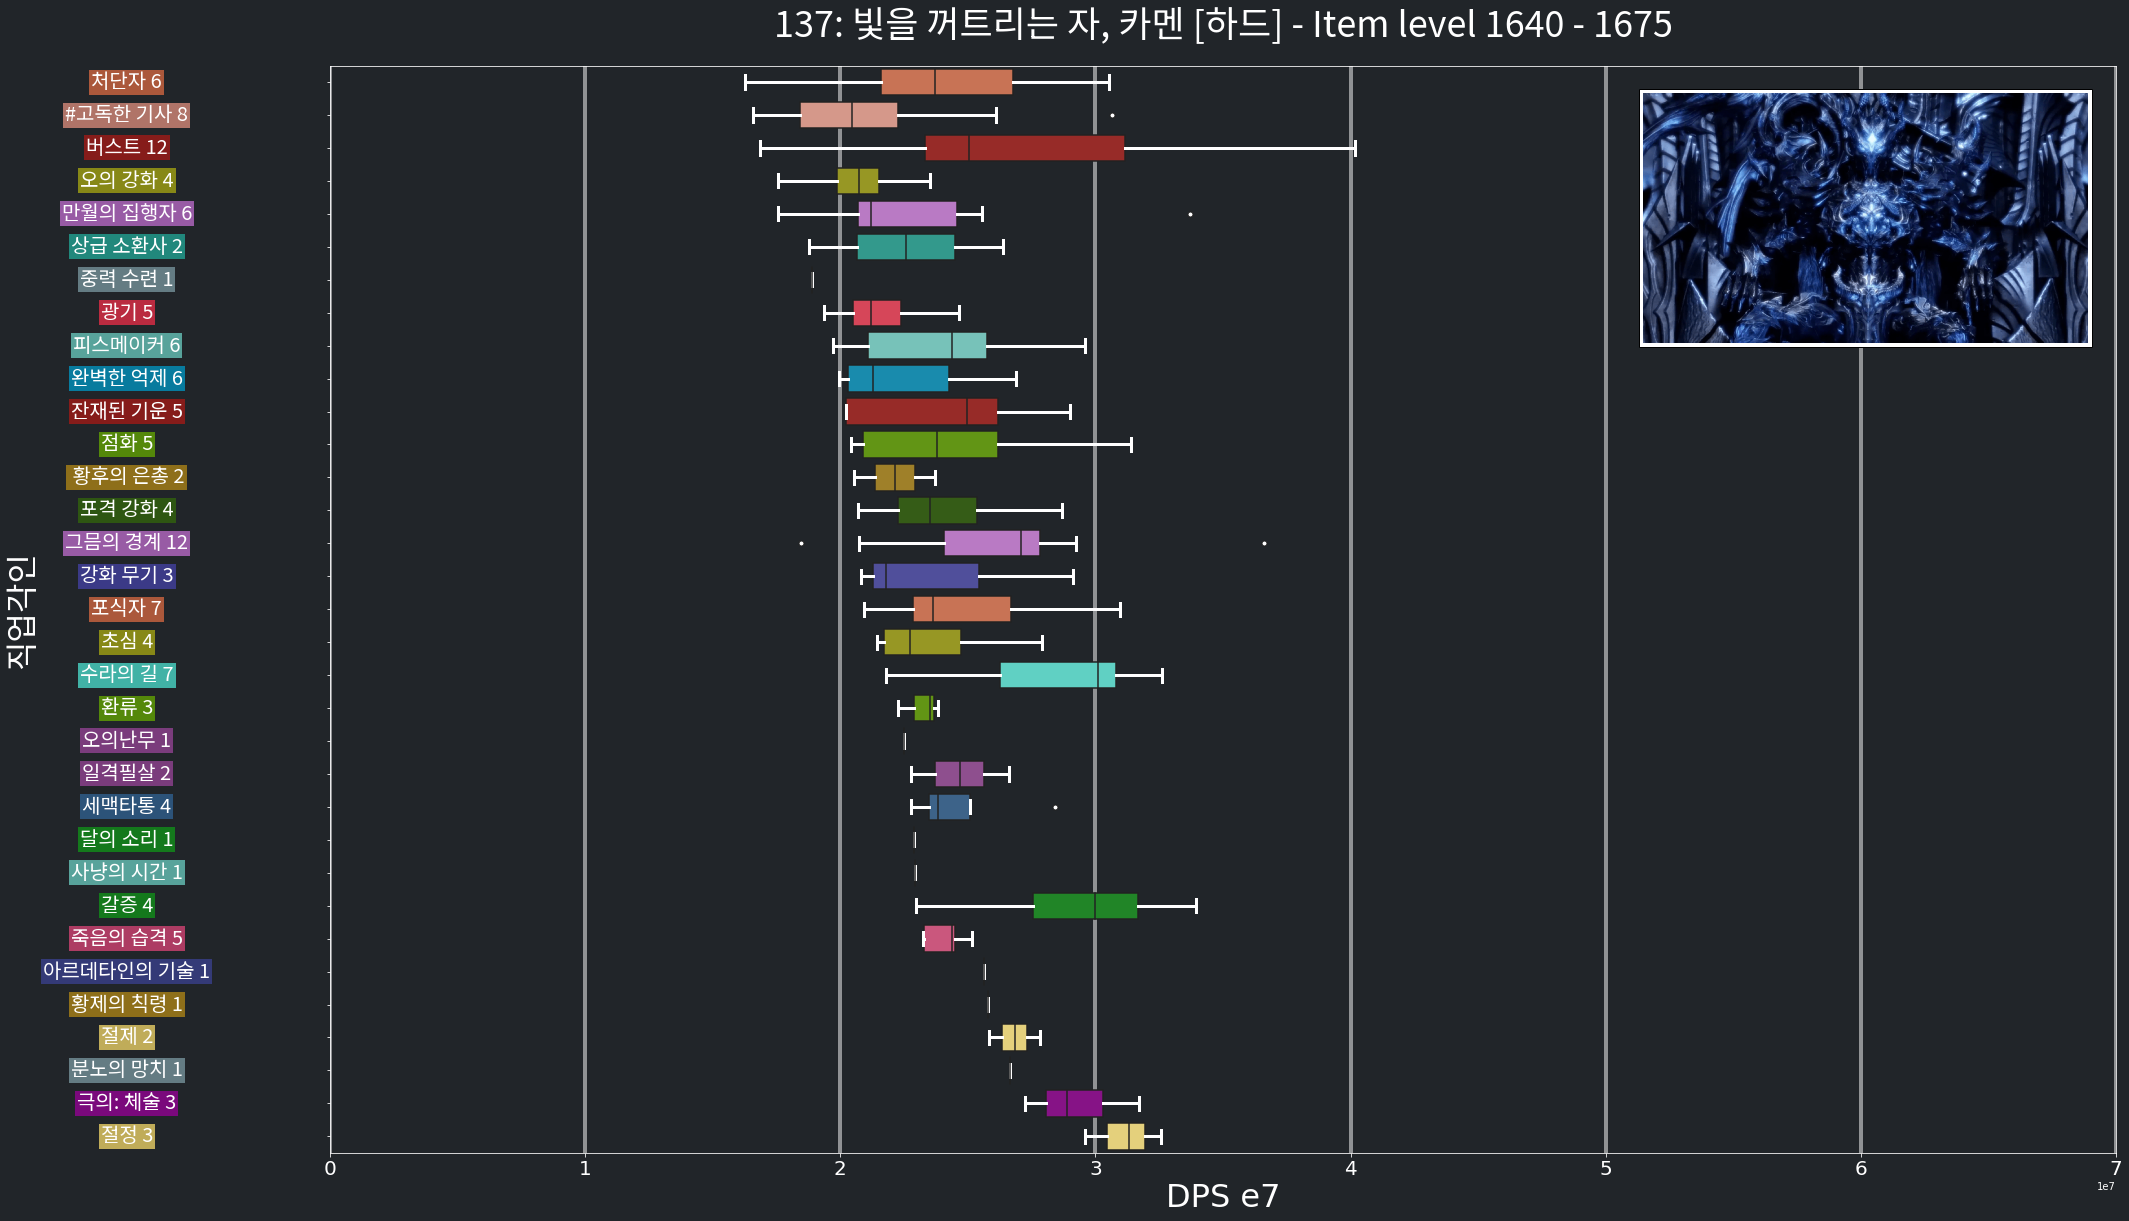 137: 빛을 꺼트리는 자, 카멘 [하드] - Item level 1640 - 1675
처단자 6
#고독한 기사 8
버스트 12
오의 강화 4
만월의 집행자 6
상급 소환사 2
중력 수련 1
광기 5
피스메이커 6
완벽한 억제 6
잔재된 기운 5
점화 5
황후의 은총 2
포격 강화 4
그믐의 경계 12
강화 무기 3
포식자 7
초심 4
수라의 길 7
환류 3
오의난무 1
일격필살 2
세맥타통 4
달의 소리 1
사냥의 시간 1
갈증 4
죽음의 습격 5
아르데타인의 기술 1
황제의 칙령 1
절제 2
분노의 망치 1
극의: 체술 3
절정 3
직업각인
0 1 2 3 4 5 6 7
1e7
DPS e7